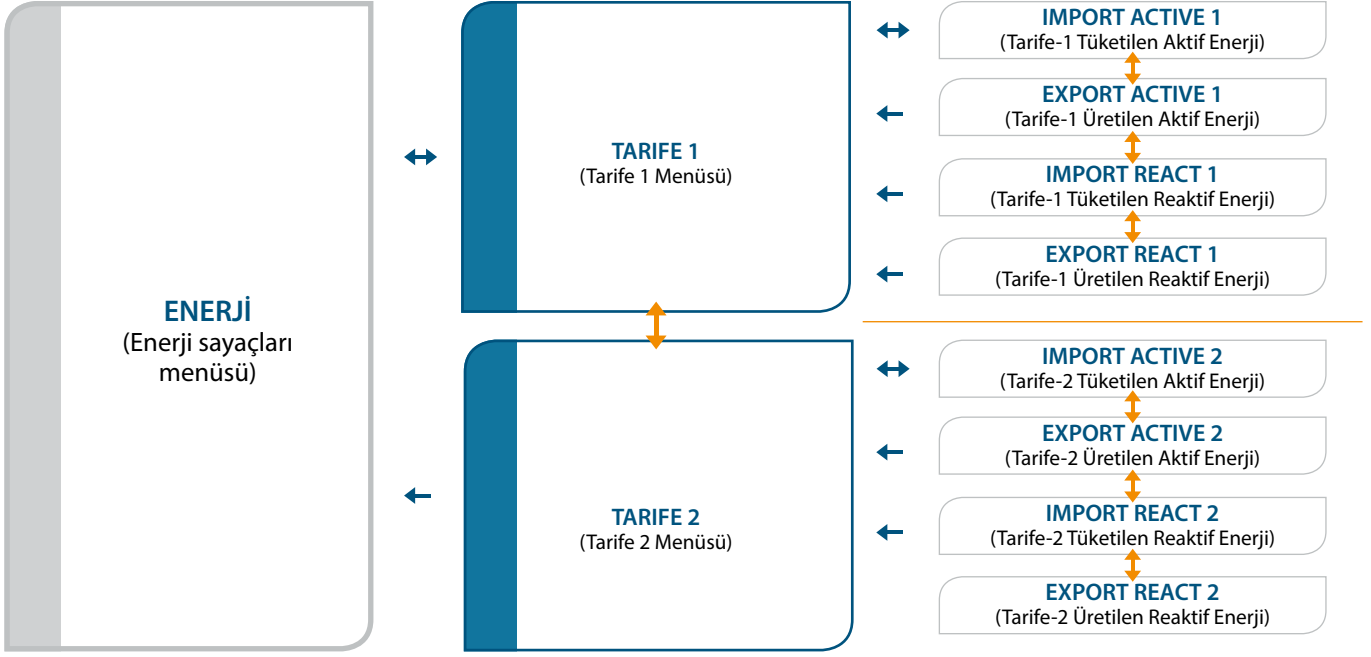 ENERJİ
(Enerji sayaçları
menüsü)
TARIFE 1
(Tarife 1 Menüsü)
IMPORT ACTIVE 1
(Tarife-1 Tüketilen Aktif Enerji)
EXPORT ACTIVE 1
(Tarife-1 Üretilen Aktif Enerji)
IMPORT REACT 1
(Tarife-1 Tüketilen Reaktif Enerji)
EXPORT REACT 1
(Tarife-1 Üretilen Reaktif Enerji)
TARIFE 2
(Tarife 2 Menüsü)
IMPORT ACTIVE 2
(Tarife-2 Tüketilen Aktif Enerji)
EXPORT ACTIVE 2
(Tarife-2 Üretilen Aktif Enerji)
IMPORT REACT 2
(Tarife-2 Tüketilen Reaktif Enerji)
EXPORT REACT 2
(Tarife-2 Üretilen Reaktif Enerji)